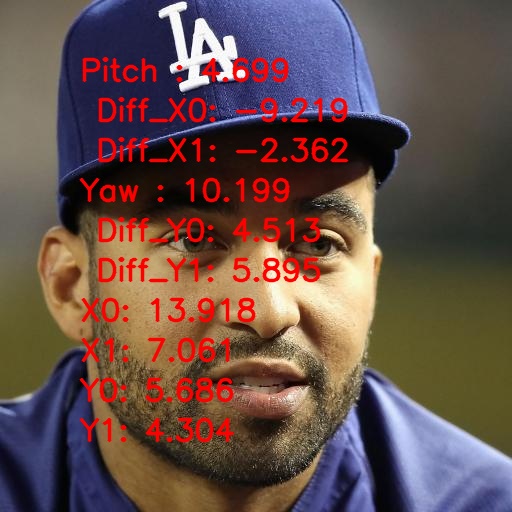 LA
Pitch : 4.699
Diff_X0: -9.219
Diff_X1: -2.362
Yaw : 10.199
Diff_Y0: 4.513
Diff_Y1: 5.895
X0: 13.918
X1: 7.061
Y0: 5.686
Y1: 4.304